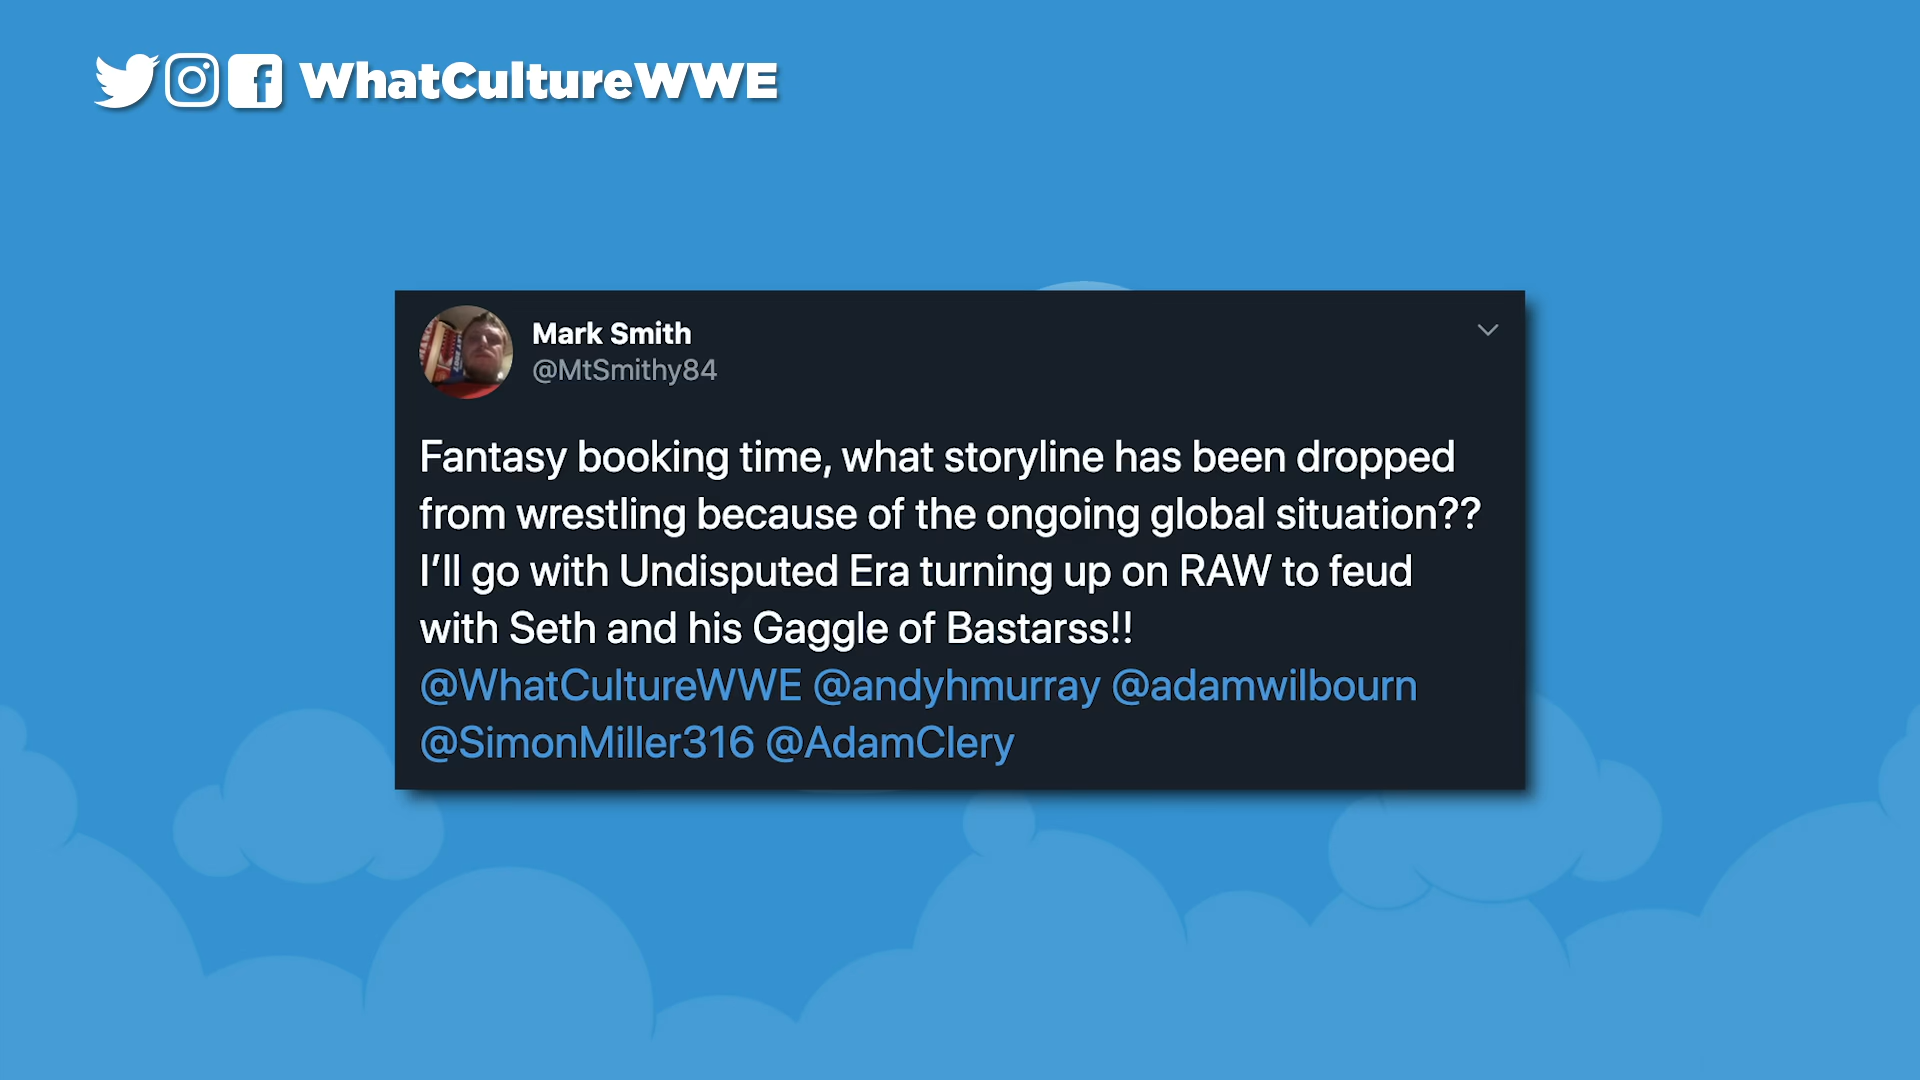 WhatCultureWWE
Mark Smith
@MtSmithy84
Fantasy booking time, what storyline has been dropped
from wrestling because of the ongoing global situation??
I’ll go with Undisputed Era turning up on RAW to feud
with Seth and his Gaggle of Bastarss!!
@WhatCultureWWE @andyhmurray @adamwilbourn
@SimonMiller316 @AdamClery